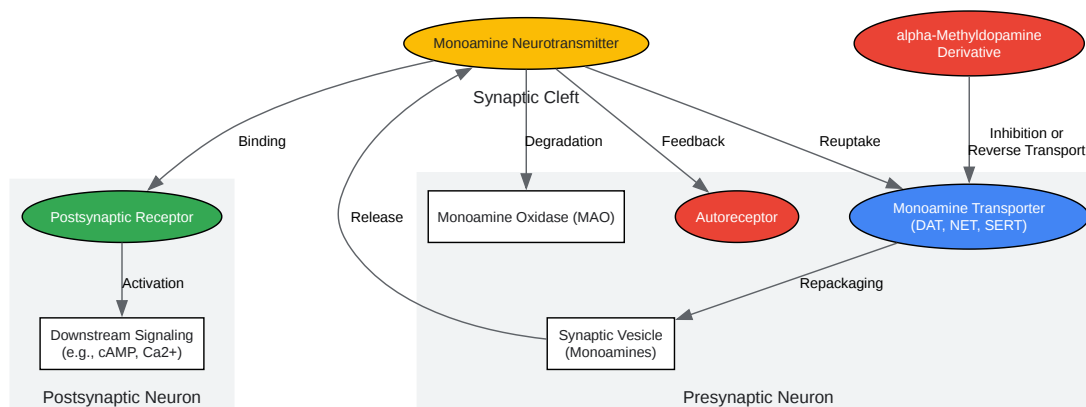 Monoamine Neurotransmitter
alpha-Methyldopamine
Derivative
Synaptic Cleft
Binding
Degradation
Feedback
Reuptake
Inhibition or
Reverse Transport
Postsynaptic Receptor
Release
Monoamine Oxidase (MAO)
Autoreceptor
Monoamine Transporter
(DAT, NET, SERT)
Activation
Repackaging
Downstream Signaling
(e.g., cAMP, Ca2+)
Synaptic Vesicle
(Monoamines)
Postsynaptic Neuron
Presynaptic Neuron